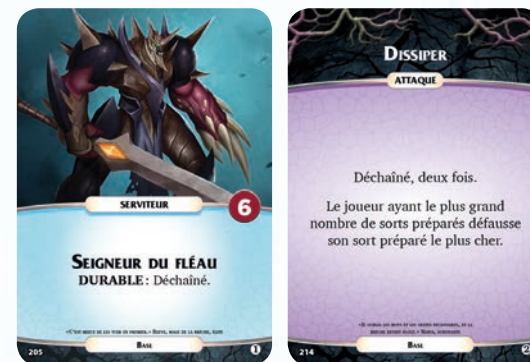 SERVITEUR
6
SEIGNEUR DU FLÉAU
DURABLE : Déchaîné.
BASE
205
1
DISSIPER
ATTAQUE
Déchaîné, deux fois.
Le joueur ayant le plus grand
nombre de sorts préparés défausse
son sort préparé le plus cher.
BASE
214
2